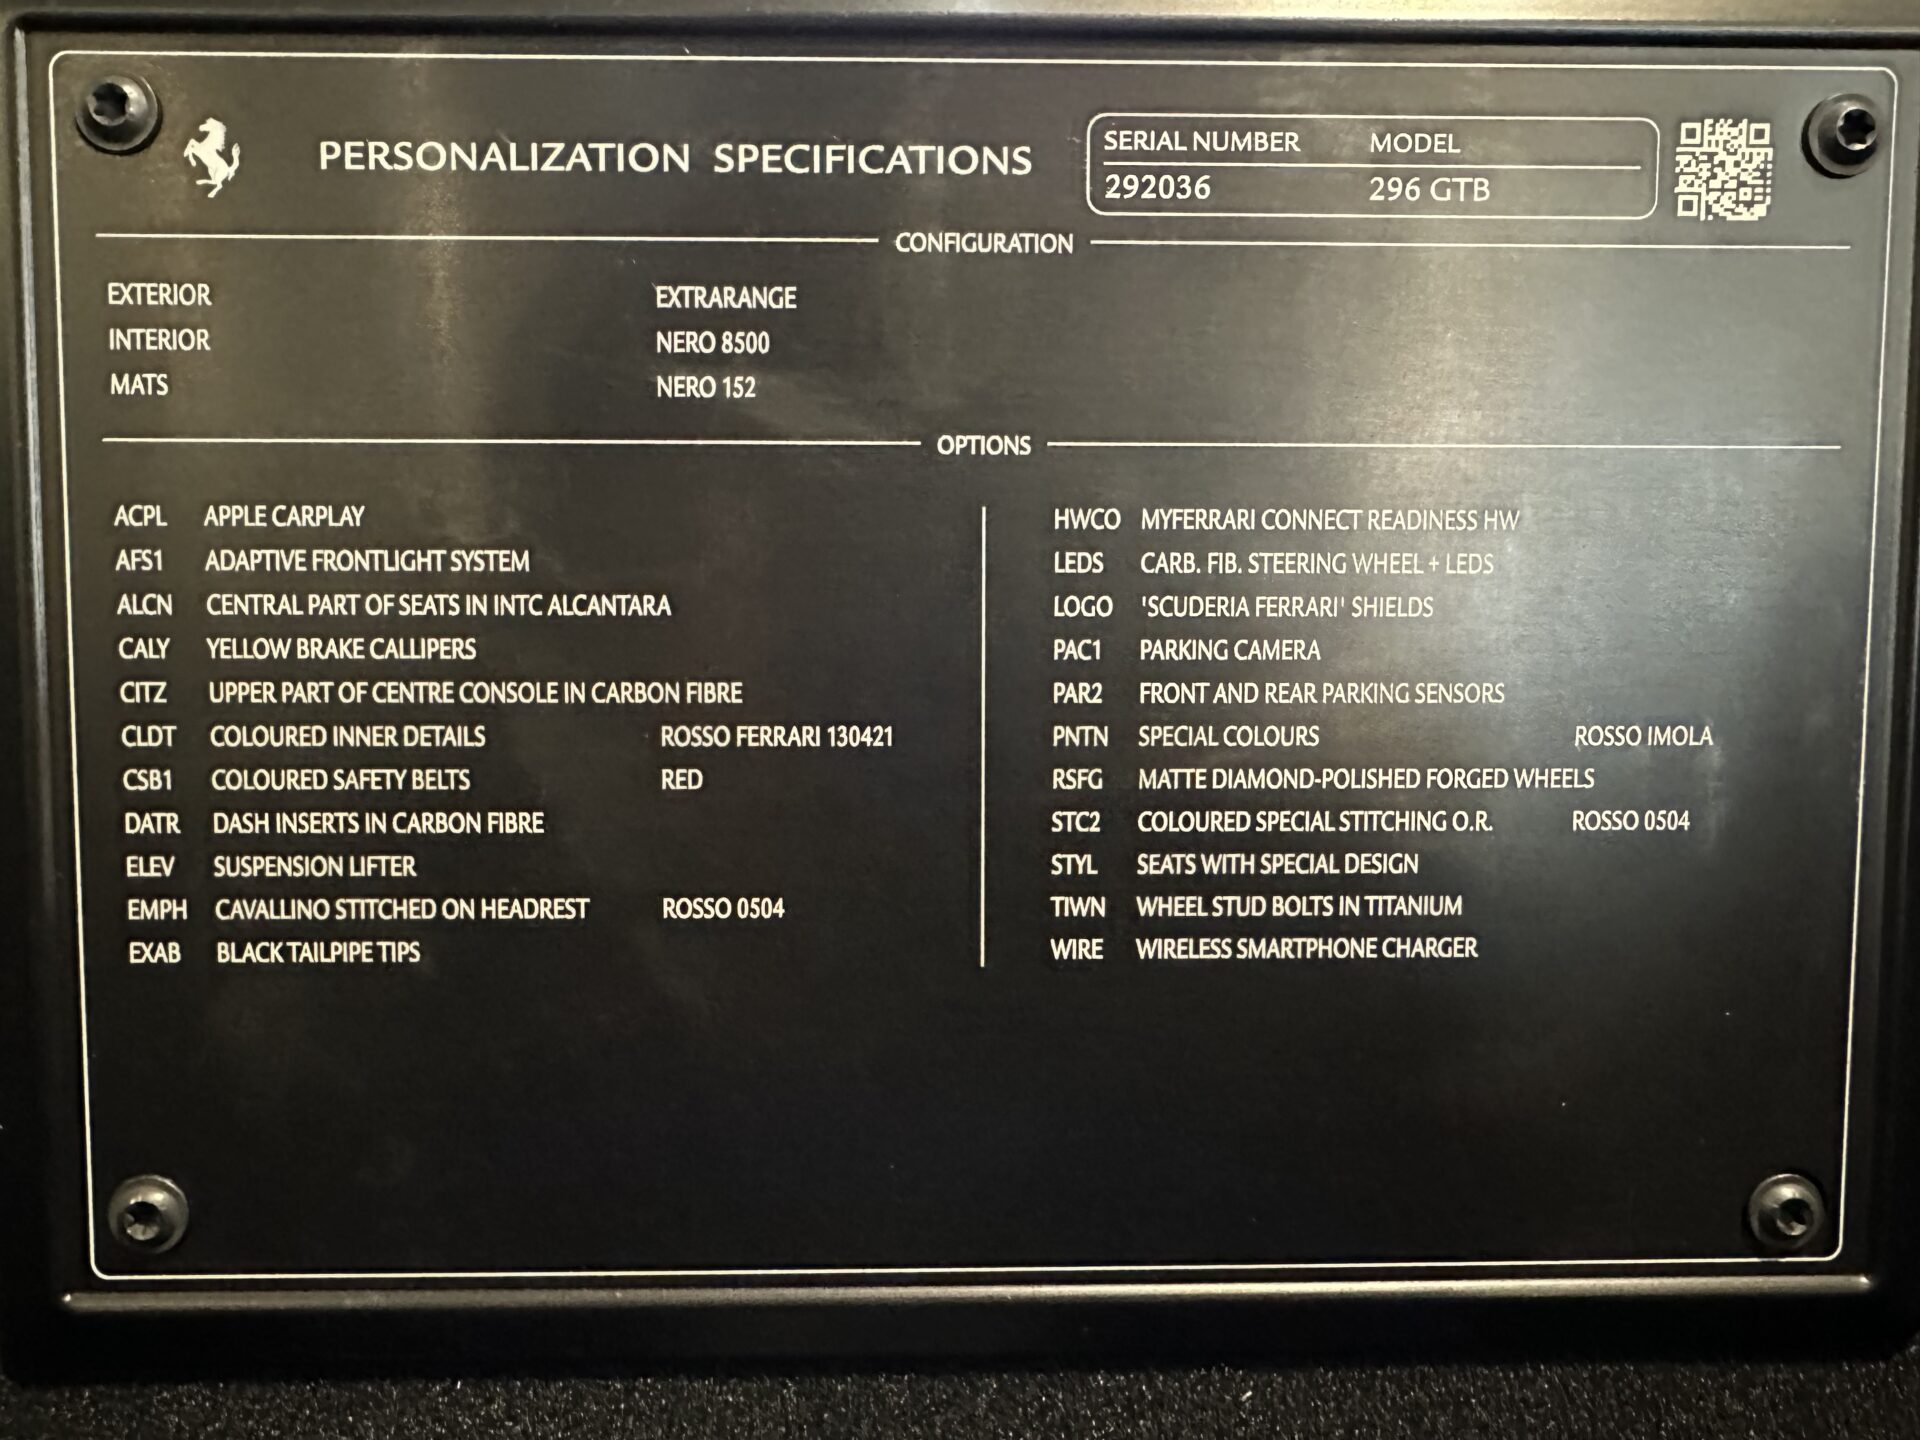 PERSONALIZATION SPECIFICATIONS
SERIAL NUMBER MODEL
292036 296 GTB
CONFIGURATION
EXTERIOR EXTRARANGE
INTERIOR NERO 8500
MATS NERO 152
OPTIONS
ACPL APPLE CARPLAY
AFS1 ADAPTIVE FRONTLIGHT SYSTEM
ALCN CENTRAL PART OF SEATS IN INTC ALCANTARA
CALY YELLOW BRAKE CALLIPERS
CITZ UPPER PART OF CENTRE CONSOLE IN CARBON FIBRE
CLDT COLOURED INNER DETAILS ROSSO FERRARI 130421
CSB1 COLOURED SAFETY BELTS RED
DATR DASH INSERTS IN CARBON FIBRE
ELEV SUSPENSION LIFTER
EMPH CAVALLINO STITCHED ON HEADREST ROSSO 0504
EXAB BLACK TAILPIPE TIPS
HWCO MYFERRARI CONNECT READINESS HW
LEDS CARB. FIB. STEERING WHEEL + LEDS
LOGO 'SCUDERIA FERRARI' SHIELDS
PAC1 PARKING CAMERA
PAR2 FRONT AND REAR PARKING SENSORS
PNTN SPECIAL COLOURS ROSSO IMOLA
RSFG MATTE DIAMOND-POLISHED FORGED WHEELS
STC2 COLOURED SPECIAL STITCHING O.R. ROSSO 0504
STYL SEATS WITH SPECIAL DESIGN
TIWN WHEEL STUD BOLTS IN TITANIUM
WIRE WIRELESS SMARTPHONE CHARGER